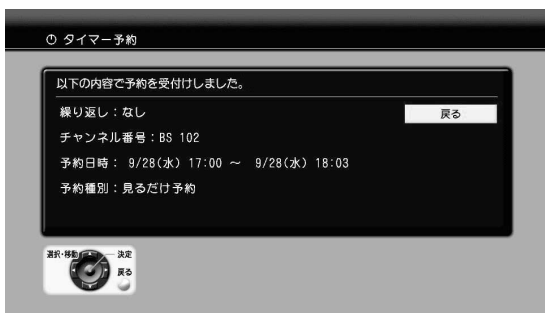 タイマー予約
以下の内容で予約を受付けしました。
繰り返し：なし
戻る
チャンネル番号：BS 102
予約日時： 9/28(水) 17:00 ～ 9/28(水) 18:03
予約種別：見るだけ予約
選択・移動
決定
戻る